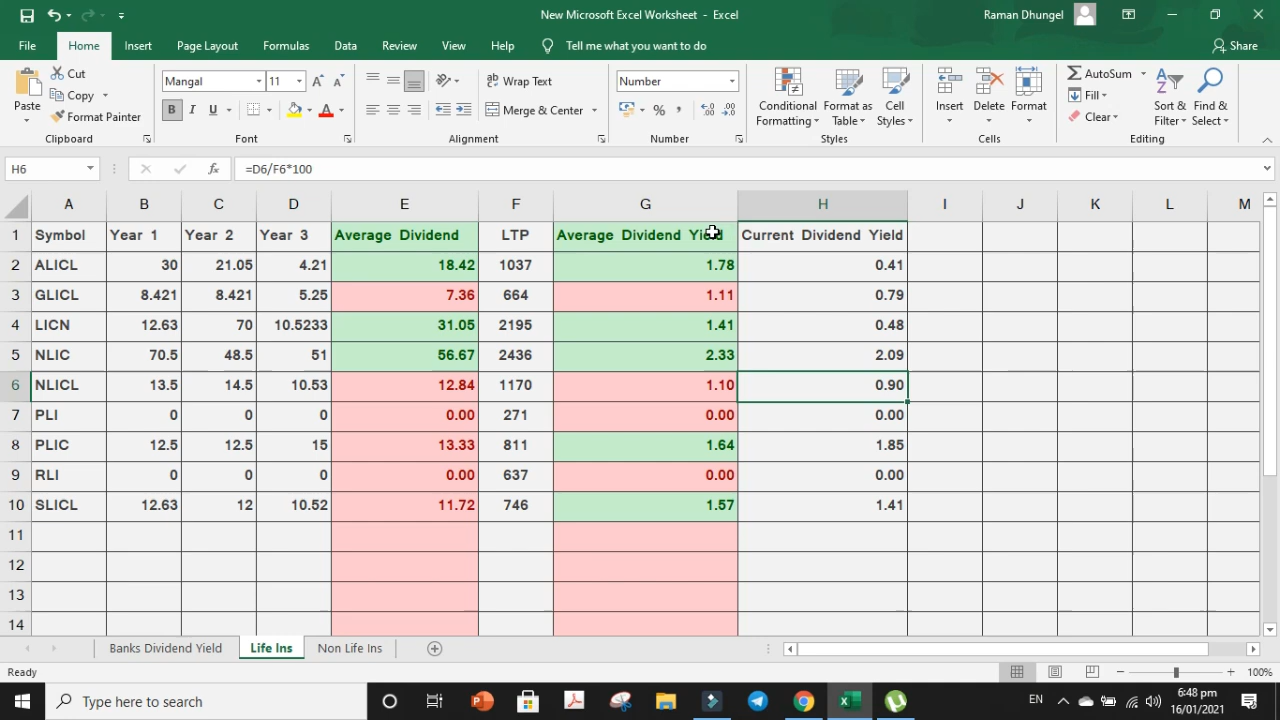 New Microsoft Excel Worksheet - Excel
Raman Dhungel
File Home Insert Page Layout Formulas Data Review View Help Tell me what you want to do Share
Paste
Cut
Copy
Format Painter
Clipboard
Mangal 11
B I U
Font
Wrap Text
Merge & Center
Alignment
Number
Number
Conditional Formatting
Format as Table
Cell Styles
Styles
Insert
Delete
Format
Cells
AutoSum
Fill
Clear
Sort & Filter
Find & Select
Editing
H6 fx =D6/F6*100
A B C D E F G H I J K L M
1 Symbol Year 1 Year 2 Year 3 Average Dividend LTP Average Dividend Yield Current Dividend Yield
2 ALICL 30 21.05 4.21 18.42 1037 1.78 0.41
3 GLICL 8.421 8.421 5.25 7.36 664 1.11 0.79
4 LICN 12.63 70 10.5233 31.05 2195 1.41 0.48
5 NLIC 70.5 48.5 51 56.67 2436 2.33 2.09
6 NLICL 13.5 14.5 10.53 12.84 1170 1.10 0.90
7 PLI 0 0 0 0.00 271 0.00 0.00
8 PLIC 12.5 12.5 15 13.33 811 1.64 1.85
9 RLI 0 0 0 0.00 637 0.00 0.00
10 SLICL 12.63 12 10.52 11.72 746 1.57 1.41
11
12
13
14
Banks Dividend Yield Life Ins Non Life Ins
Ready 100%
Type here to search
EN
6:48 pm
16/01/2021